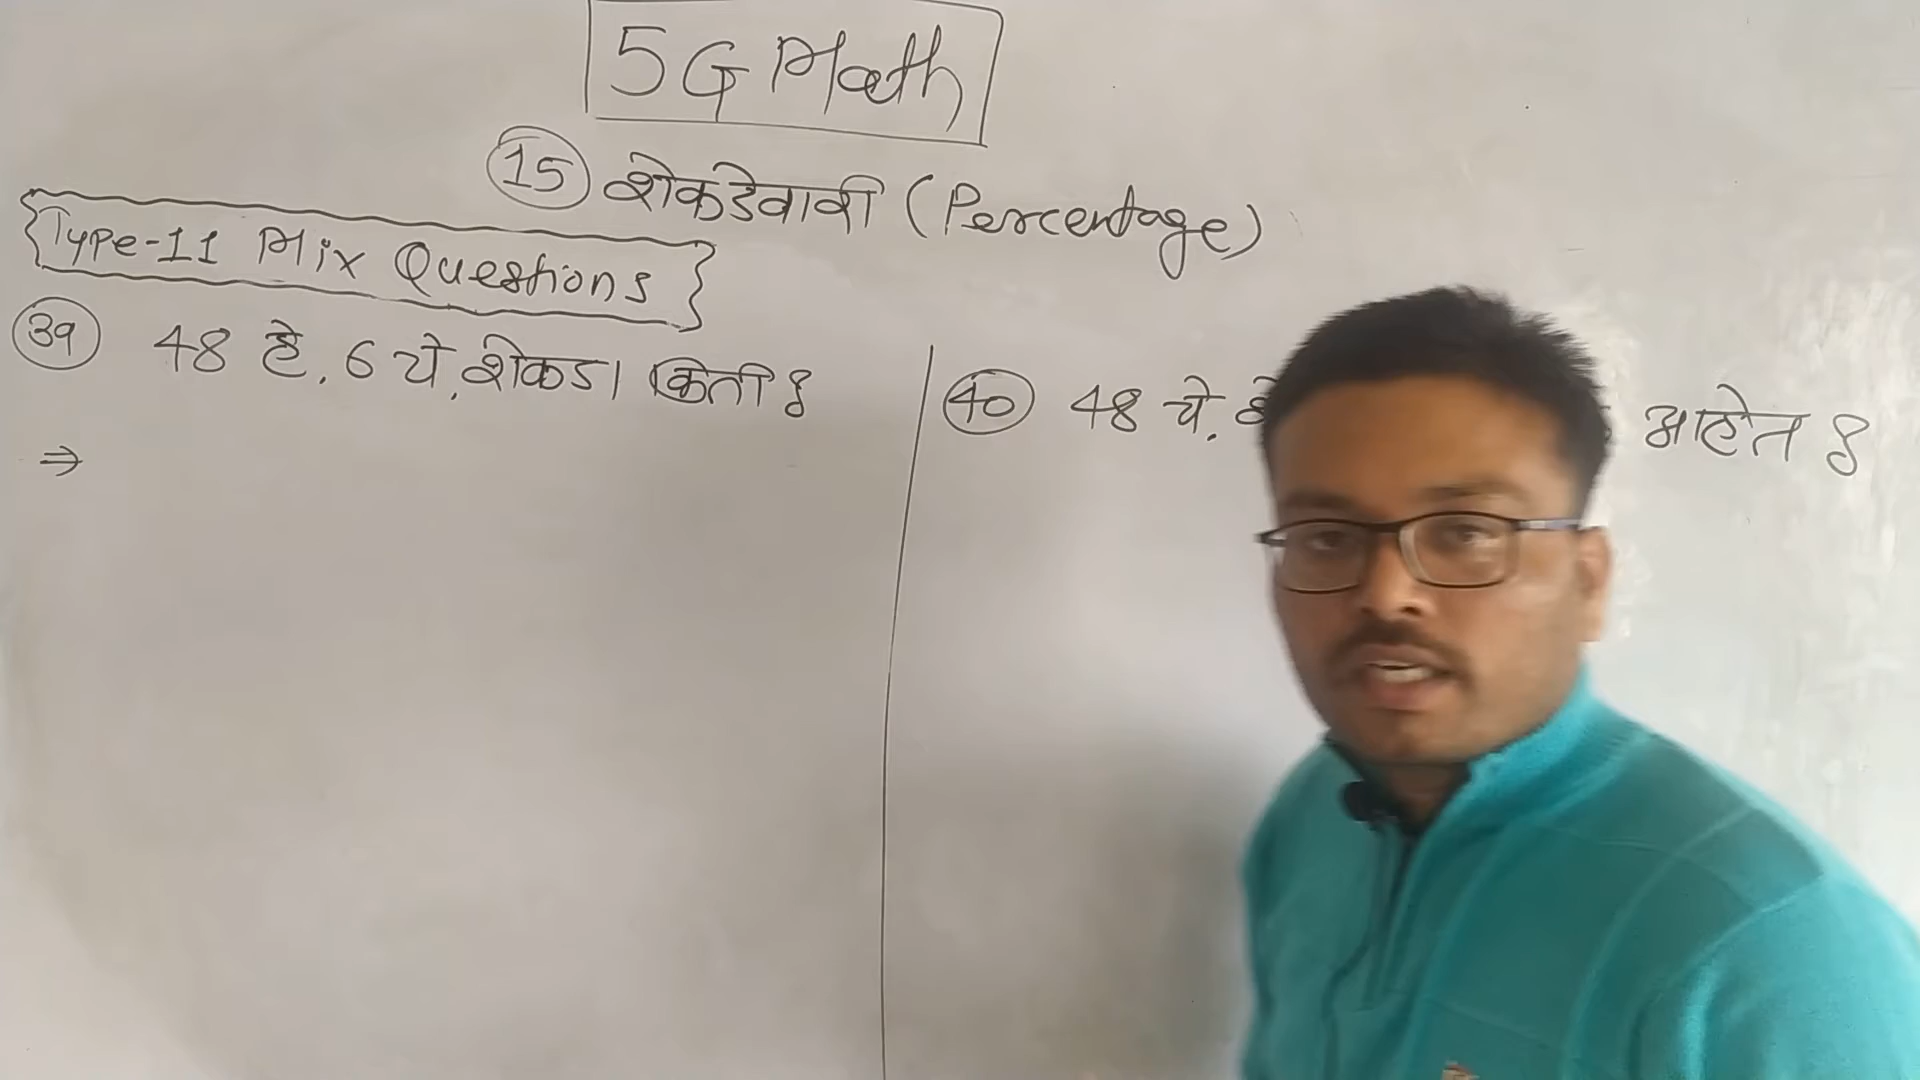 5G Math
15 शेकडेवारी (Percentage)
Type-11 Mix Questions
39 48 हे. 6 चे. शेकडा किती ?
⇒
40 48 चे. आहेत ?